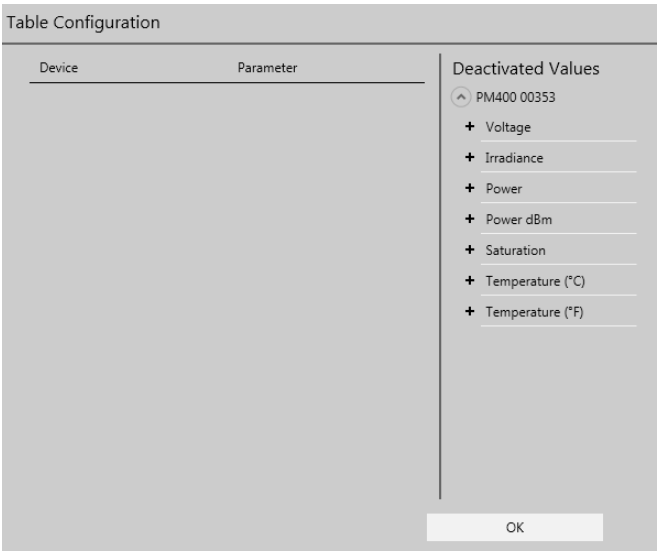 Table Configuration
Device Parameter
Deactivated Values
PM400 00353
+ Voltage
+ Irradiance
+ Power
+ Power dBm
+ Saturation
+ Temperature (°C)
+ Temperature (°F)
OK